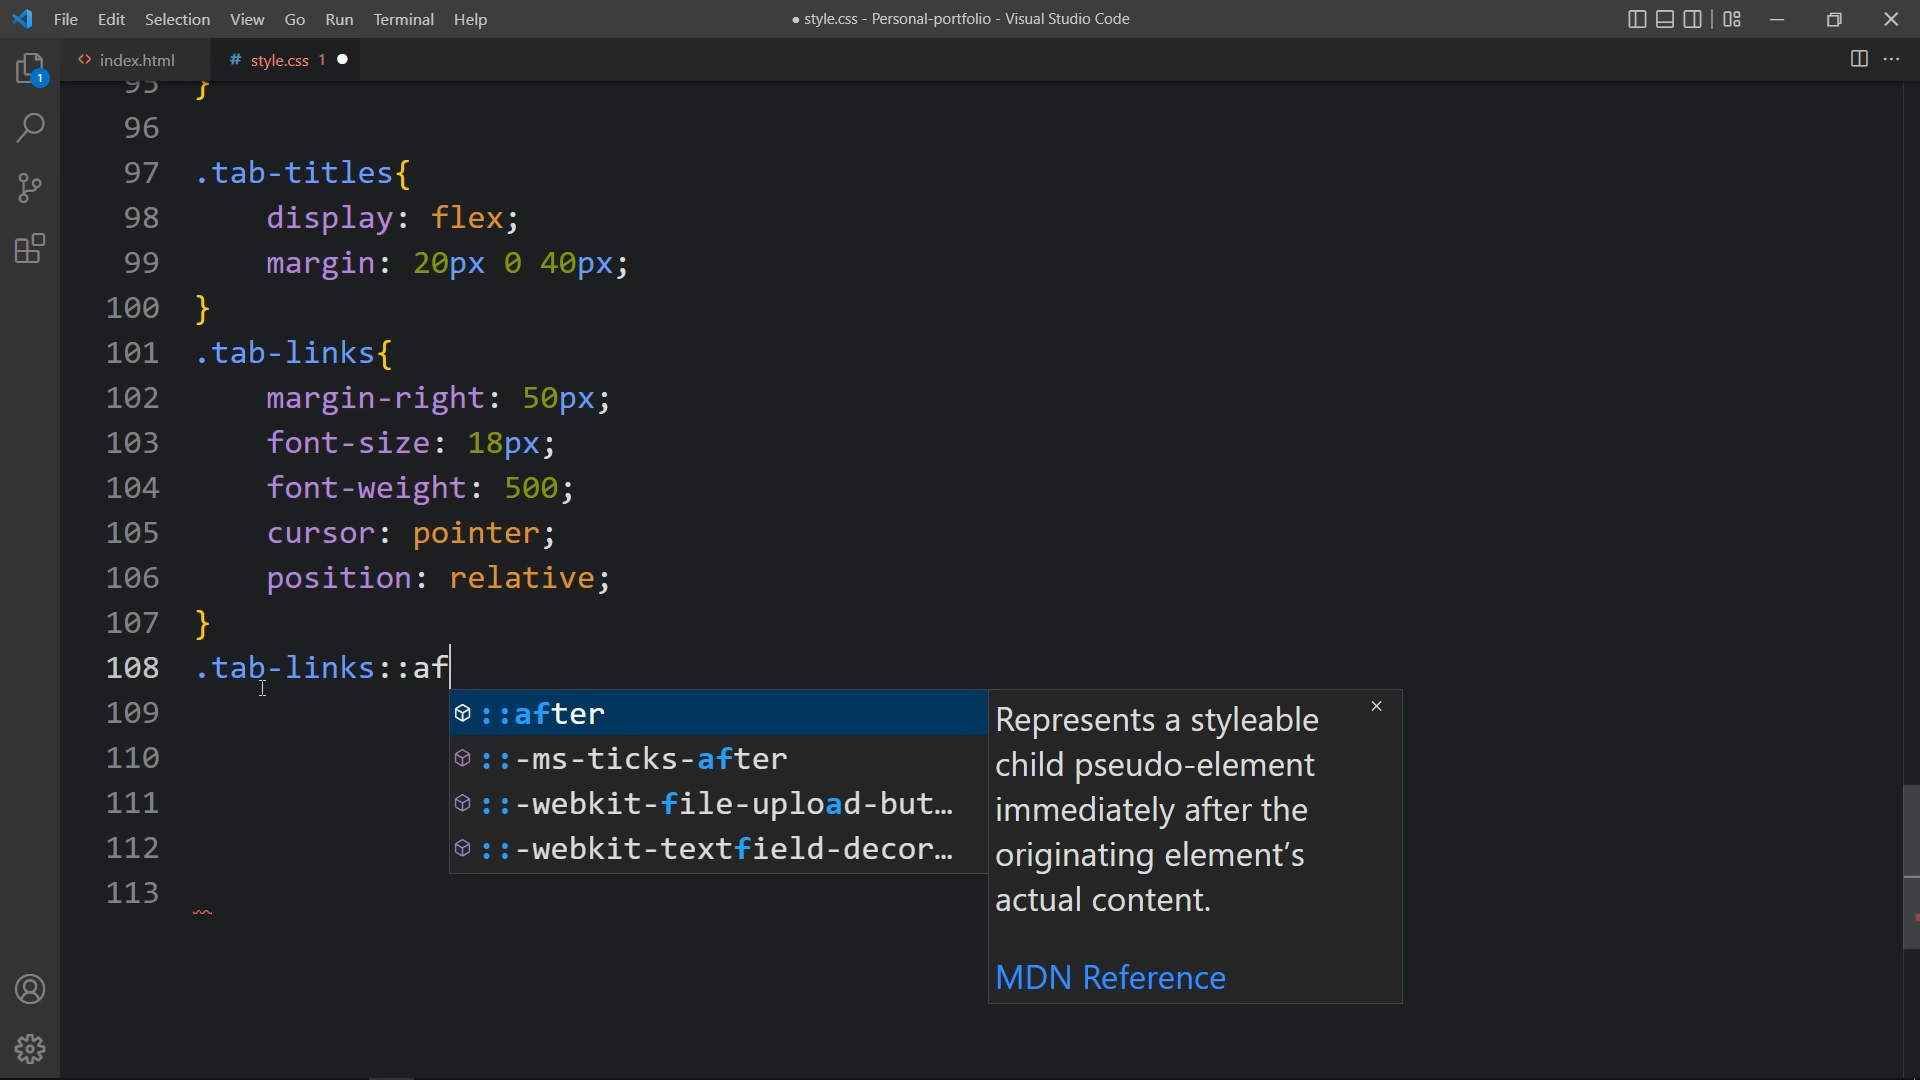 File Edit Selection View Go Run Terminal Help ● style.css - Personal-portfolio - Visual Studio Code
<> index.html # style.css 1 ●
1
95 }
96
97 .tab-titles{
98 display: flex;
99 margin: 20px 0 40px;
100 }
101 .tab-links{
102 margin-right: 50px;
103 font-size: 18px;
104 font-weight: 500;
105 cursor: pointer;
106 position: relative;
107 }
108 .tab-links::af
109
110
111
112
113
::after
::-ms-ticks-after
::-webkit-file-upload-but…
::-webkit-textfield-decor…
Represents a styleable
child pseudo-element
immediately after the
originating element's
actual content.
MDN Reference